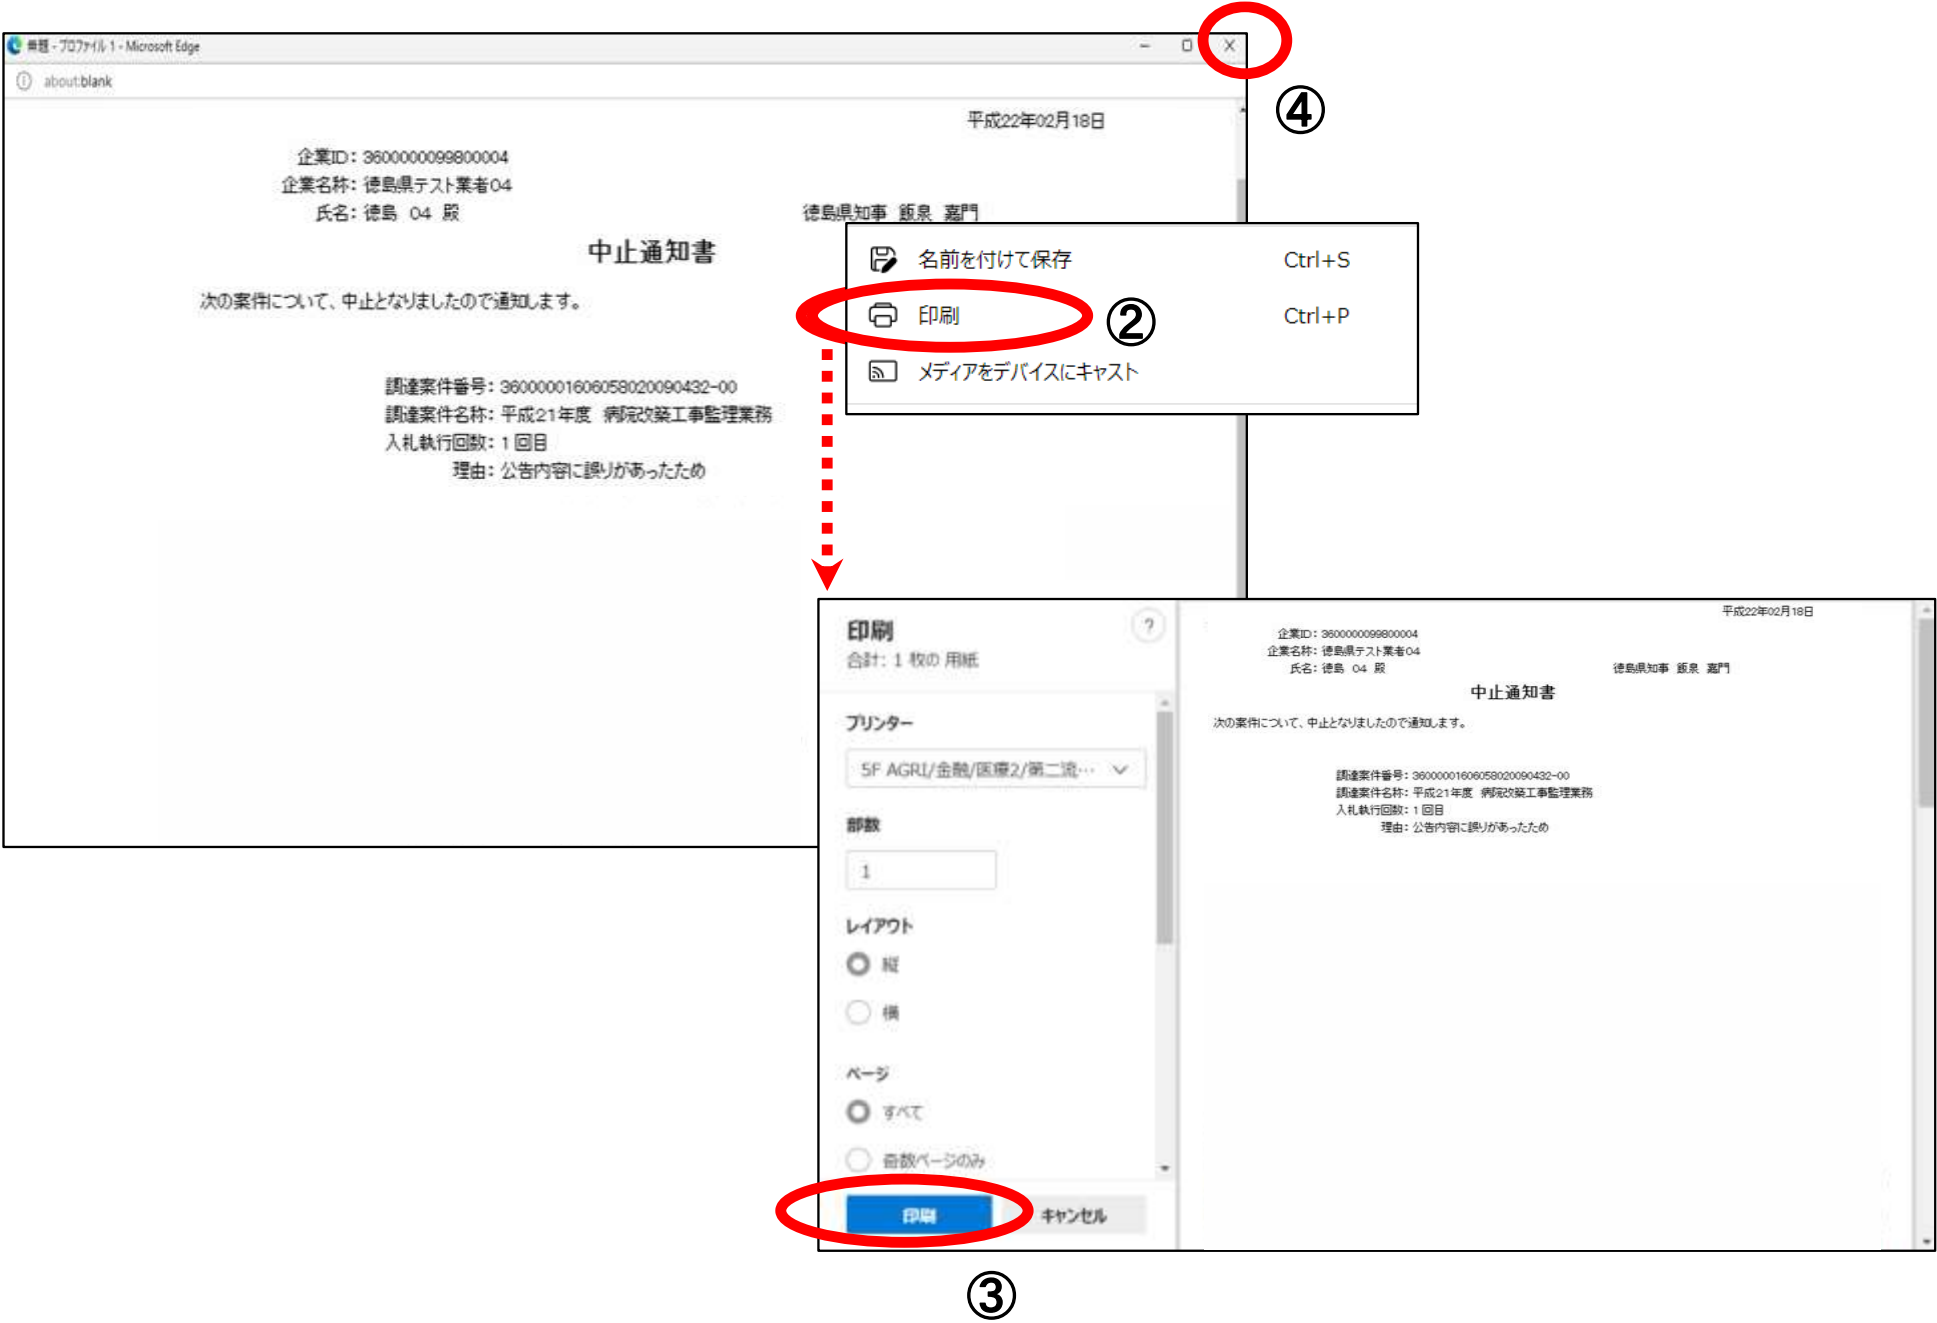 無題 - プロファイル 1 - Microsoft Edge
about:blank
④
平成22年02月18日
企業ID：3600000099800004
企業名称：徳島県テスト業者04
氏名：徳島 04 殿
徳島県知事 飯泉 嘉門
中止通知書
次の案件について、中止となりましたので通知します。
調達案件番号：36000001606058020090432-00
調達案件名称：平成21年度 病院改築工事監理業務
入札執行回数：1回目
理由：公告内容に誤りがあったため
名前を付けて保存 Ctrl+S
印刷 ② Ctrl+P
メディアをデバイスにキャスト
印刷
?
合計: 1 枚の 用紙
プリンター
5F AGRI/金融/医療2/第二流…
部数
1
レイアウト
縦
横
ページ
すべて
奇数ページのみ
印刷 キャンセル
③
平成22年02月18日
企業ID：3600000099800004
企業名称：徳島県テスト業者04
氏名：徳島 04 殿
徳島県知事 飯泉 嘉門
中止通知書
次の案件について、中止となりましたので通知します。
調達案件番号：36000001606058020090432-00
調達案件名称：平成21年度 病院改築工事監理業務
入札執行回数：1回目
理由：公告内容に誤りがあったため